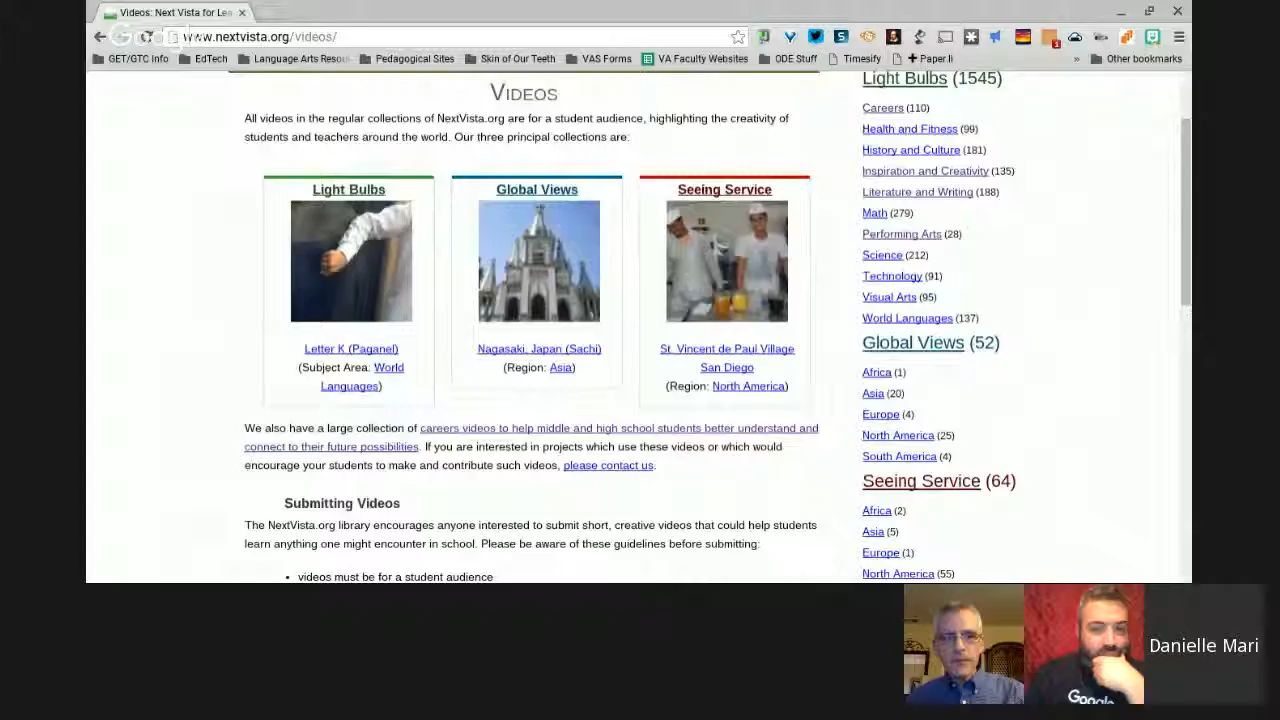 Videos: Next Vista for Lea
www.nextvista.org/videos/
GET/GTC Info EdTech Language Arts Resou Pedagogical Sites Skin of Our Teeth VAS Forms VA Faculty Websites ODE Stuff Timesify Paper.li » Other bookmarks
VIDEOS
All videos in the regular collections of NextVista.org are for a student audience, highlighting the creativity of
students and teachers around the world. Our three principal collections are:
Light Bulbs
Letter K (Paganel)
(Subject Area: World
Languages)
Global Views
Nagasaki, Japan (Sachi)
(Region: Asia)
Seeing Service
St. Vincent de Paul Village
San Diego
(Region: North America)
We also have a large collection of careers videos to help middle and high school students better understand and
connect to their future possibilities. If you are interested in projects which use these videos or which would
encourage your students to make and contribute such videos, please contact us.
Submitting Videos
The NextVista.org library encourages anyone interested to submit short, creative videos that could help students
learn anything one might encounter in school. Please be aware of these guidelines before submitting:
• videos must be for a student audience
Light Bulbs (1545)
Careers (110)
Health and Fitness (99)
History and Culture (181)
Inspiration and Creativity (135)
Literature and Writing (188)
Math (279)
Performing Arts (28)
Science (212)
Technology (91)
Visual Arts (95)
World Languages (137)
Global Views (52)
Africa (1)
Asia (20)
Europe (4)
North America (25)
South America (4)
Seeing Service (64)
Africa (2)
Asia (5)
Europe (1)
North America (55)
Google
Danielle Mari